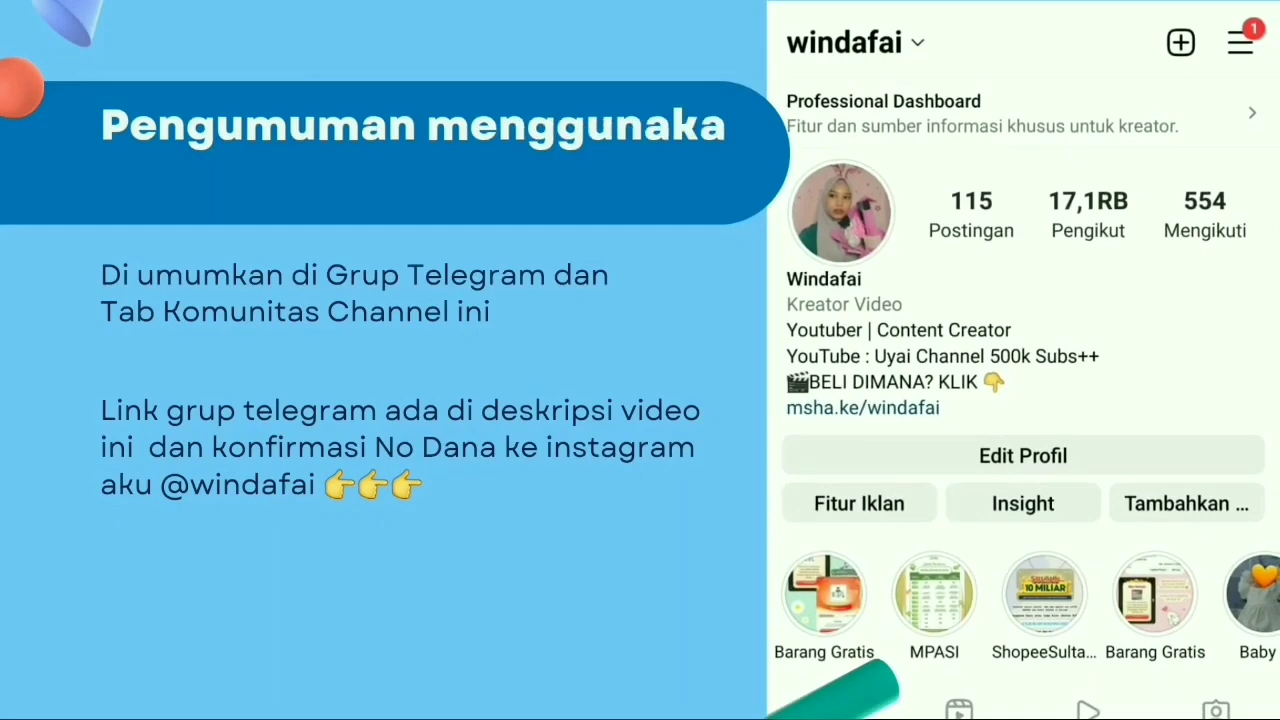 Pengumuman menggunaka
Di umumkan di Grup Telegram dan
Tab Komunitas Channel ini
Link grup telegram ada di deskripsi video
ini dan konfirmasi No Dana ke instagram
aku @windafai 👉👉👉
windafai
1
Professional Dashboard
Fitur dan sumber informasi khusus untuk kreator.
115 17,1RB 554
Postingan Pengikut Mengikuti
Windafai
Kreator Video
Youtuber | Content Creator
YouTube : Uyai Channel 500k Subs++
🎬BELI DIMANA? KLIK 👇
msha.ke/windafai
Edit Profil
Fitur Iklan Insight Tambahkan ...
10 MILIAR
Barang Gratis MPASI ShopeeSulta... Barang Gratis Baby